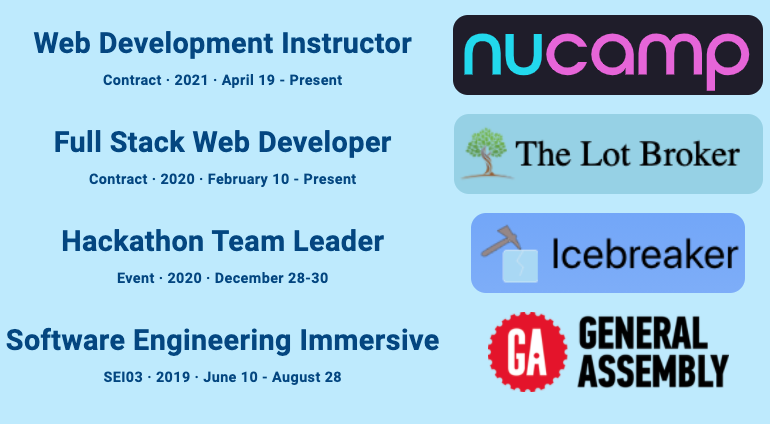 Web Development Instructor
nucamp
Contract · 2021 · April 19 - Present
Full Stack Web Developer
The Lot Broker
Contract · 2020 · February 10 - Present
Hackathon Team Leader
Icebreaker
Event · 2020 · December 28-30
Software Engineering Immersive
GA
GENERAL
ASSEMBLY
SEI03 · 2019 · June 10 - August 28